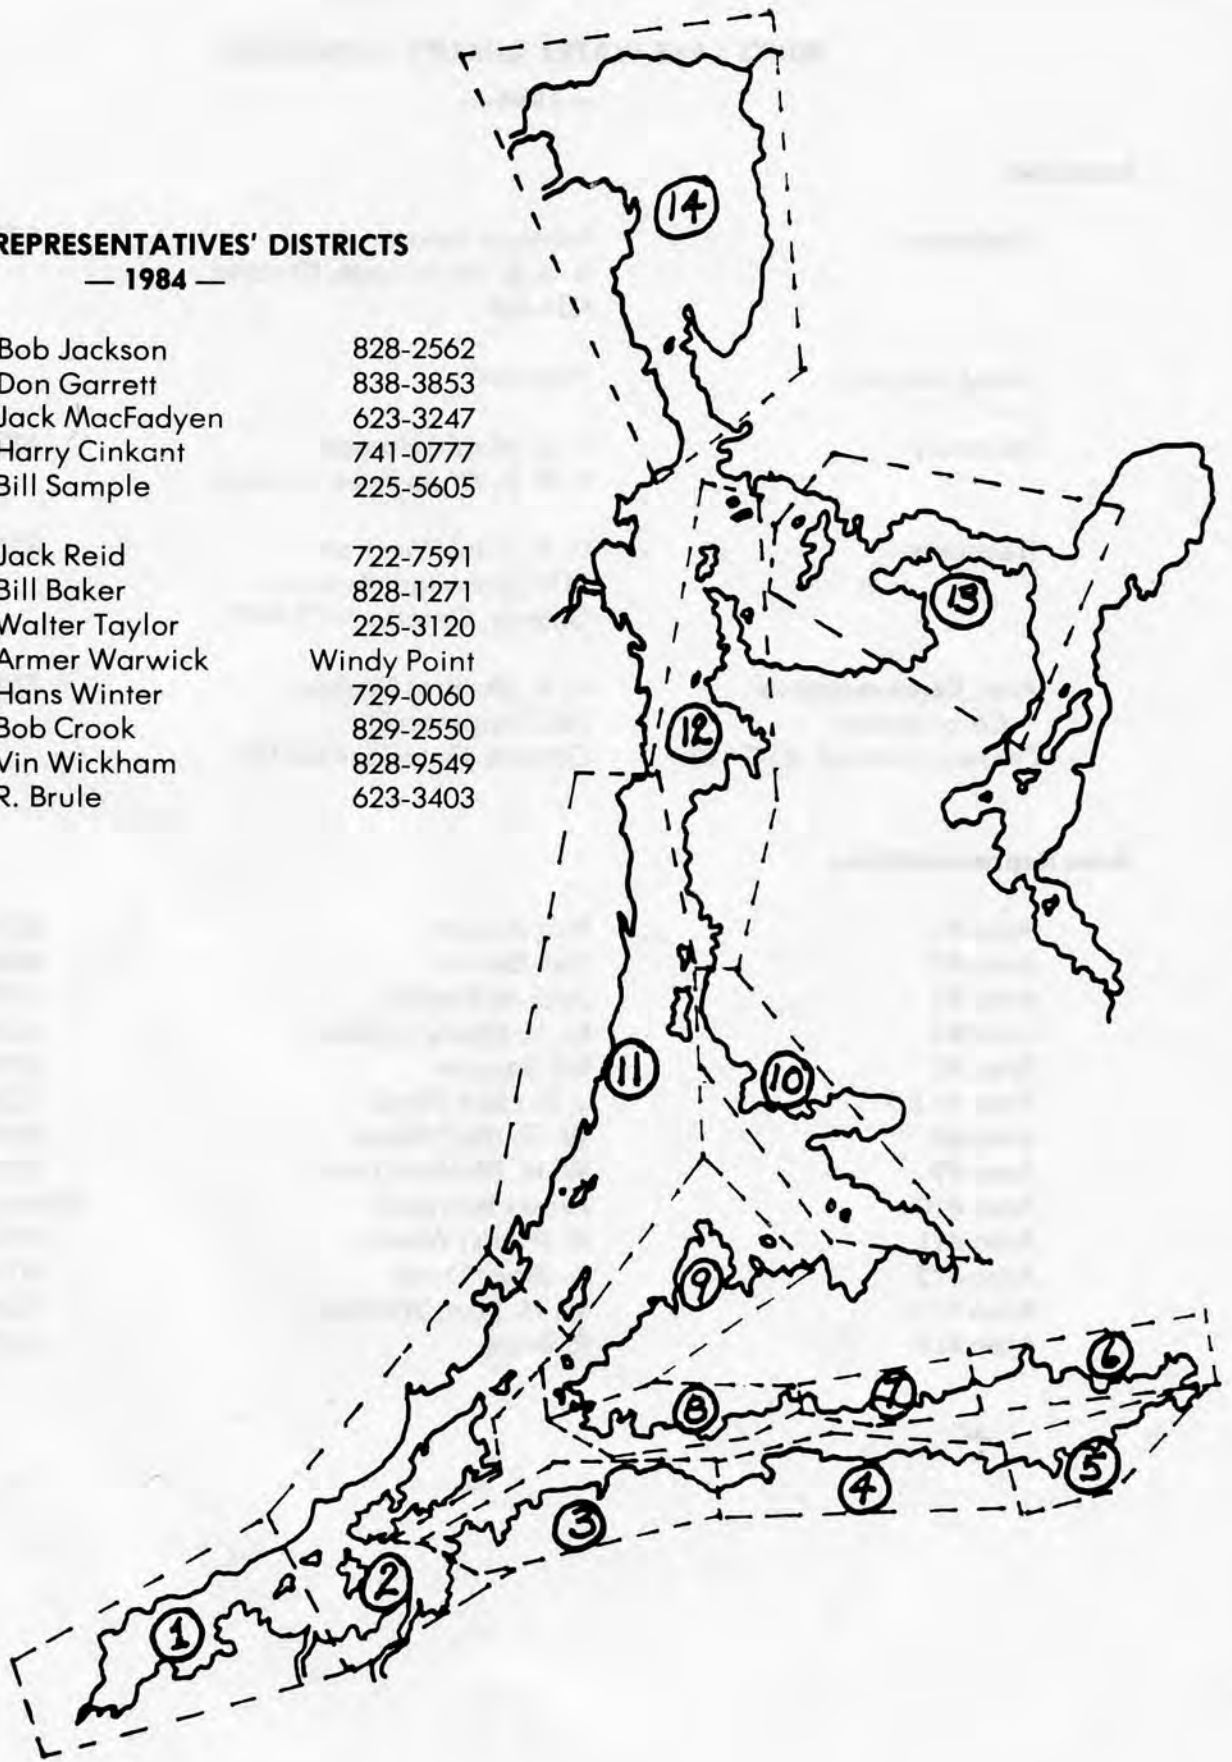 REPRESENTATIVES' DISTRICTS
— 1984 —
Bob Jackson 828-2562
Don Garrett 838-3853
Jack MacFadyen 623-3247
Harry Cinkant 741-0777
Bill Sample 225-5605
Jack Reid 722-7591
Bill Baker 828-1271
Walter Taylor 225-3120
Armer Warwick Windy Point
Hans Winter 729-0060
Bob Crook 829-2550
Vin Wickham 828-9549
R. Brule 623-3403
14
13
12
11
10
9
8
7
6
5
4
3
2
1